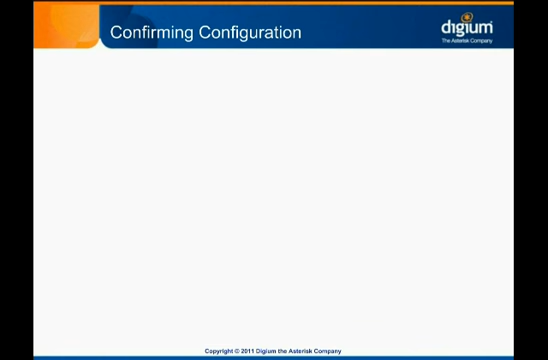 Confirming Configuration
digium
The Asterisk Company
Copyright © 2011 Digium the Asterisk Company